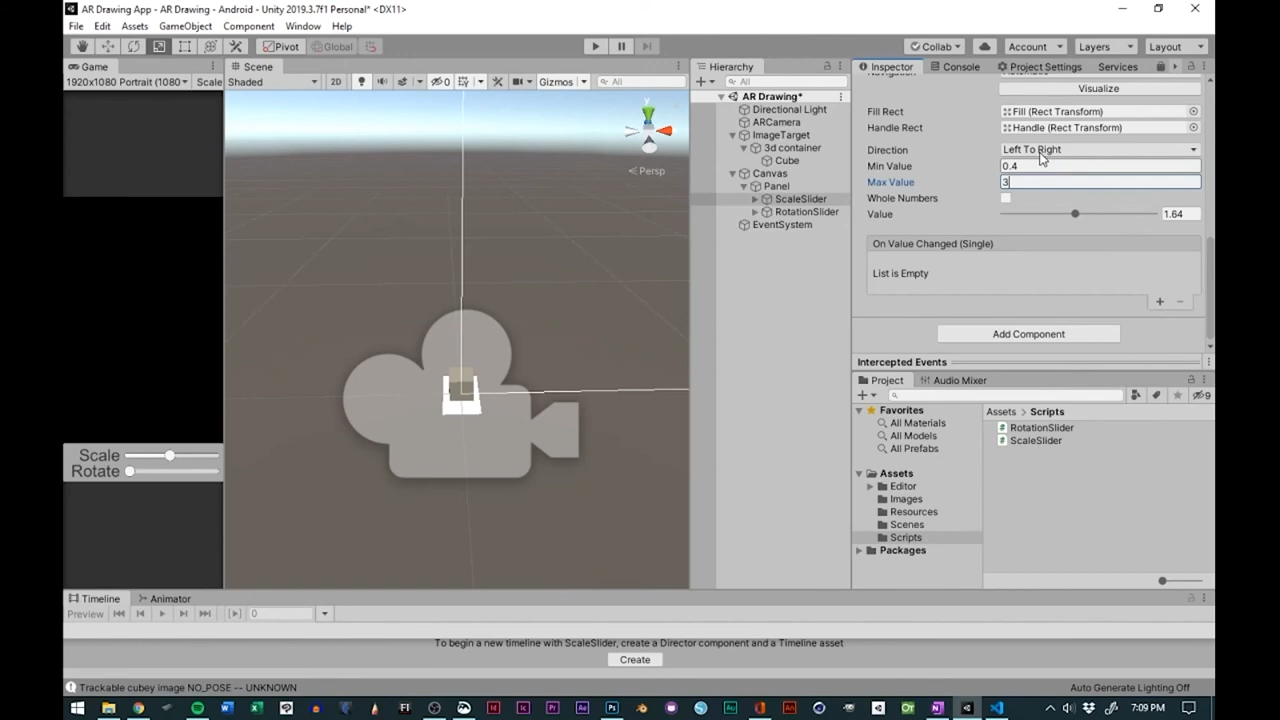 AR Drawing App - AR Drawing - Android - Unity 2019.3.7f1 Personal* <DX11>
File Edit Assets GameObject Component Window Help
Pivot Global Collab Account Layers Layout
Game Scene Hierarchy Inspector Console Project Settings Services
1920x1080 Portrait (1080 Scale Shaded 2D 0 Gizmos All All
AR Drawing*
Directional Light
ARCamera
ImageTarget
3d container
Cube
Canvas
Panel
ScaleSlider
RotationSlider
EventSystem
Persp
Scale
Rotate
Visualize
Fill Rect Fill (Rect Transform)
Handle Rect Handle (Rect Transform)
Direction Left To Right
Min Value 0.4
Max Value 3
Whole Numbers
Value 1.64
On Value Changed (Single)
List is Empty
Add Component
Intercepted Events
Project Audio Mixer
9
Favorites
All Materials
All Models
All Prefabs
Assets
Editor
Images
Resources
Scenes
Scripts
Packages
Assets > Scripts
RotationSlider
ScaleSlider
Timeline Animator
Preview 0
To begin a new timeline with ScaleSlider, create a Director component and a Timeline asset
Create
Trackable cubey image NO_POSE -- UNKNOWN Auto Generate Lighting Off
7:09 PM